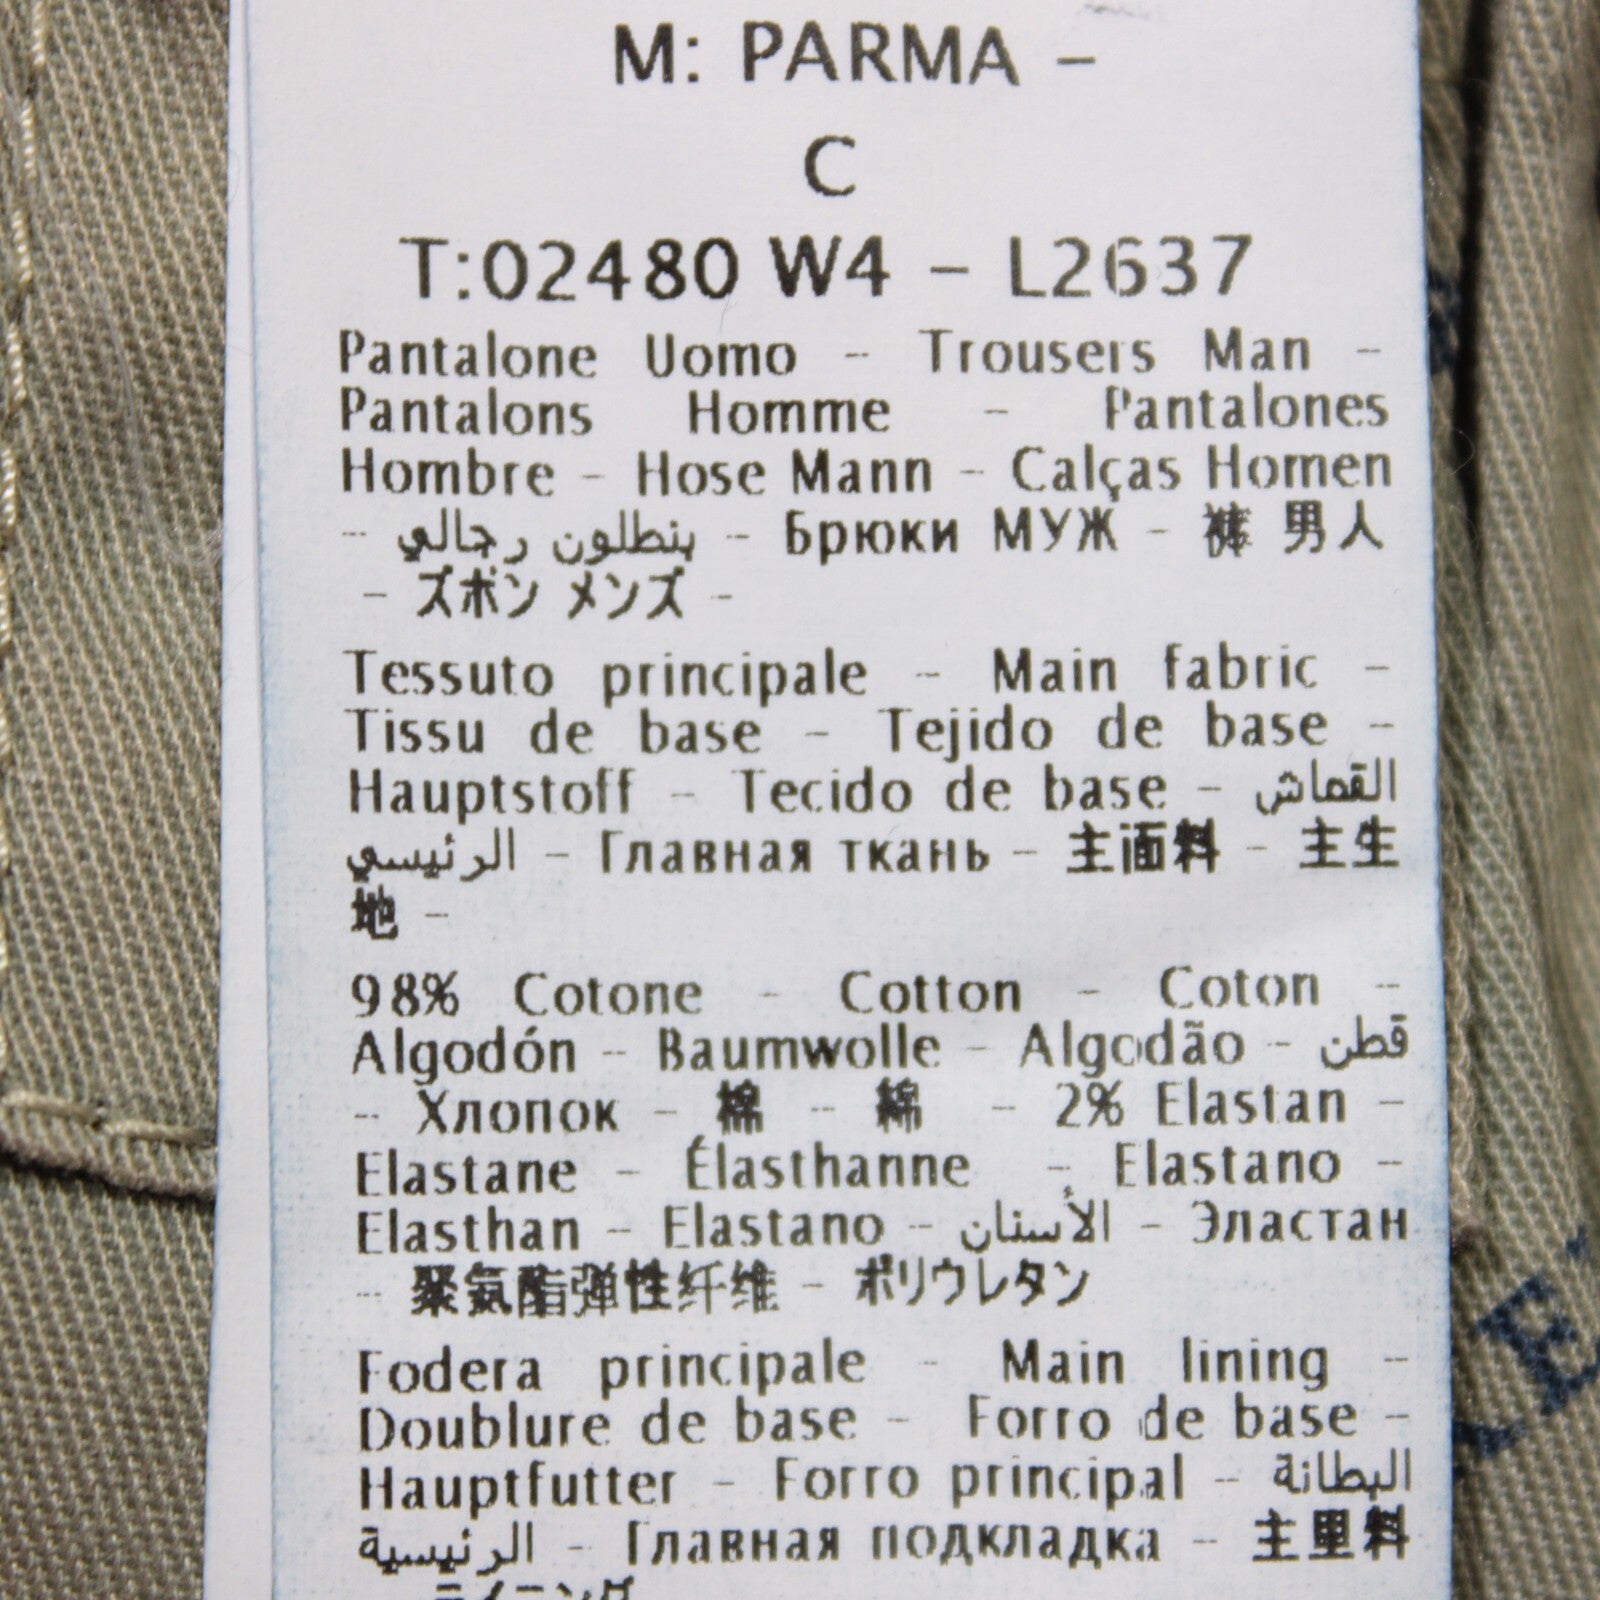 M: PARMA –
C
T:02480 W4 – L2637
Pantalone Uomo - Trousers Man -
Pantalons Homme - Pantalones
Hombre - Hose Mann - Calças Homen
- بنطلون رجالي - Брюки МУЖ - 裤 男人
- ズボン メンズ -
Tessuto principale - Main fabric -
Tissu de base - Tejido de base -
Hauptstoff - Tecido de base - القماش
الرئيسي - Главная ткань - 主面料 - 主生
地 -
98% Cotone - Cotton - Coton -
Algodón - Baumwolle - Algodão - قطن
- Хлопок - 棉 - 綿 - 2% Elastan -
Elastane - Élasthanne - Elastano -
Elasthan - Elastano - الأسنان - Эластан
- 聚氨酯弹性纤维 - ポリウレタン
Fodera principale - Main lining -
Doublure de base - Forro de base -
Hauptfutter - Forro principal - البطانة
الرئيسية - Главная подкладка - 主里料